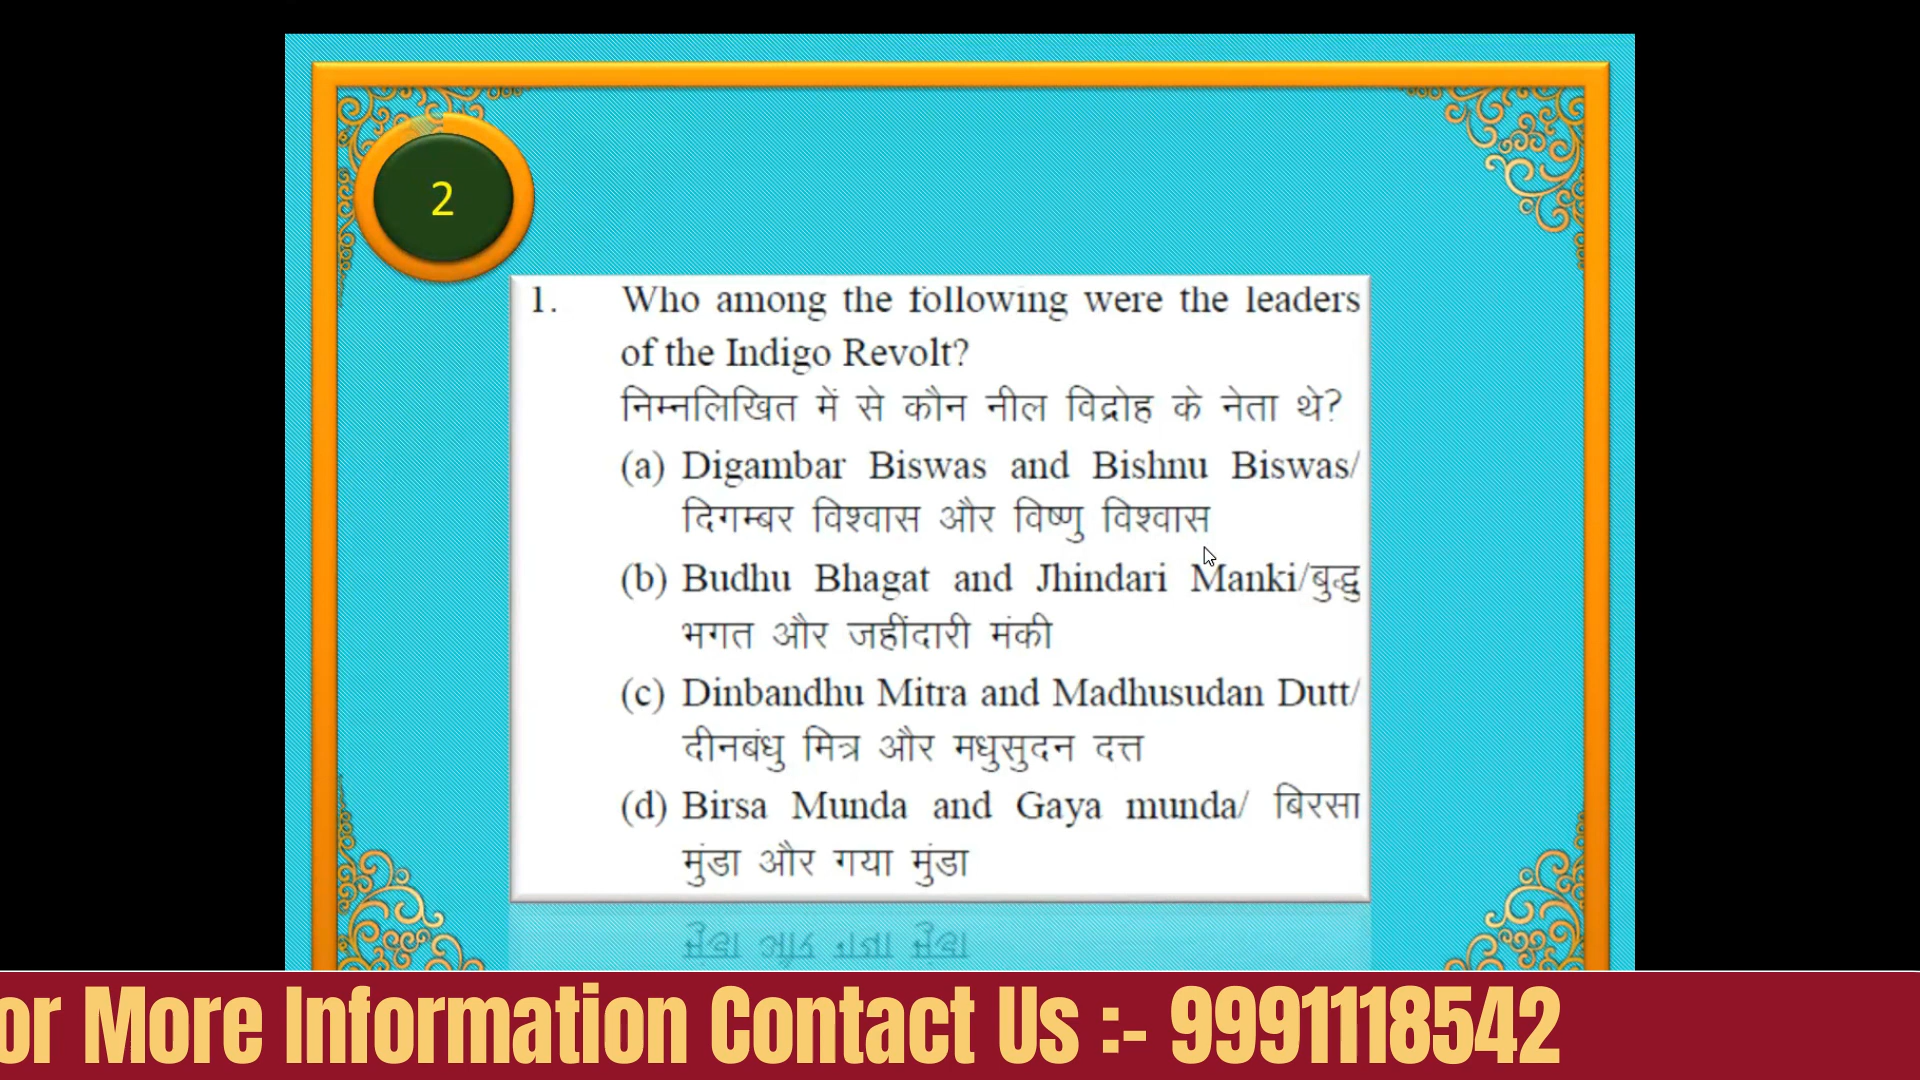 2
1. Who among the following were the leaders
of the Indigo Revolt?
निम्नलिखित में से कौन नील विद्रोह के नेता थे?
(a) Digambar Biswas and Bishnu Biswas/
दिगम्बर विश्वास और विष्णु विश्वास
(b) Budhu Bhagat and Jhindari Manki/बुद्धु
भगत और जहींदारी मंकी
(c) Dinbandhu Mitra and Madhusudan Dutt/
दीनबंधु मित्र और मधुसुदन दत्त
(d) Birsa Munda and Gaya munda/ बिरसा
मुंडा और गया मुंडा
or More Information Contact Us :- 9991118542